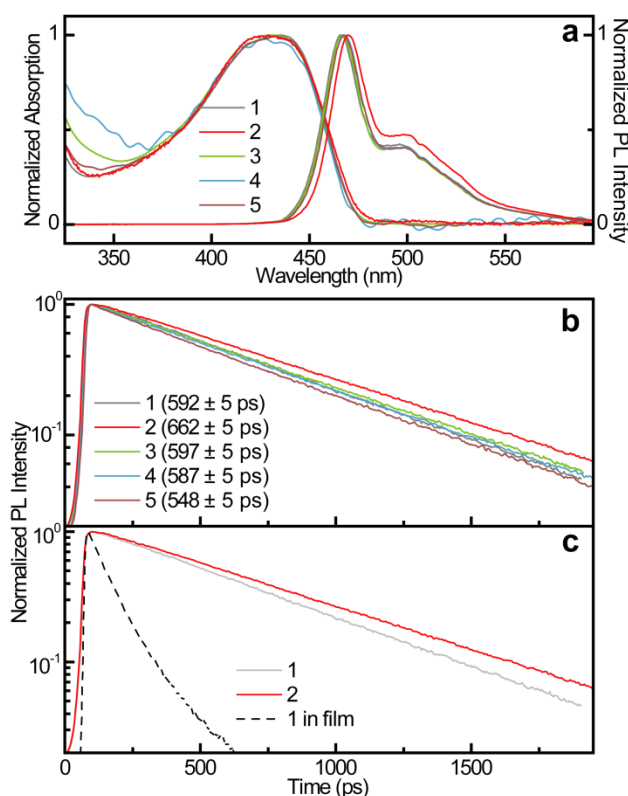 a
1
1
Normalized Absorption
Normalized PL Intensity
1
2
3
4
5
0
0
350 400 450 500 550
Wavelength (nm)
b
10^0
10^-1
1 (592 ± 5 ps)
2 (662 ± 5 ps)
3 (597 ± 5 ps)
4 (587 ± 5 ps)
5 (548 ± 5 ps)
Normalized PL Intensity
c
10^0
10^-1
1
2
1 in film
0 500 1000 1500
Time (ps)